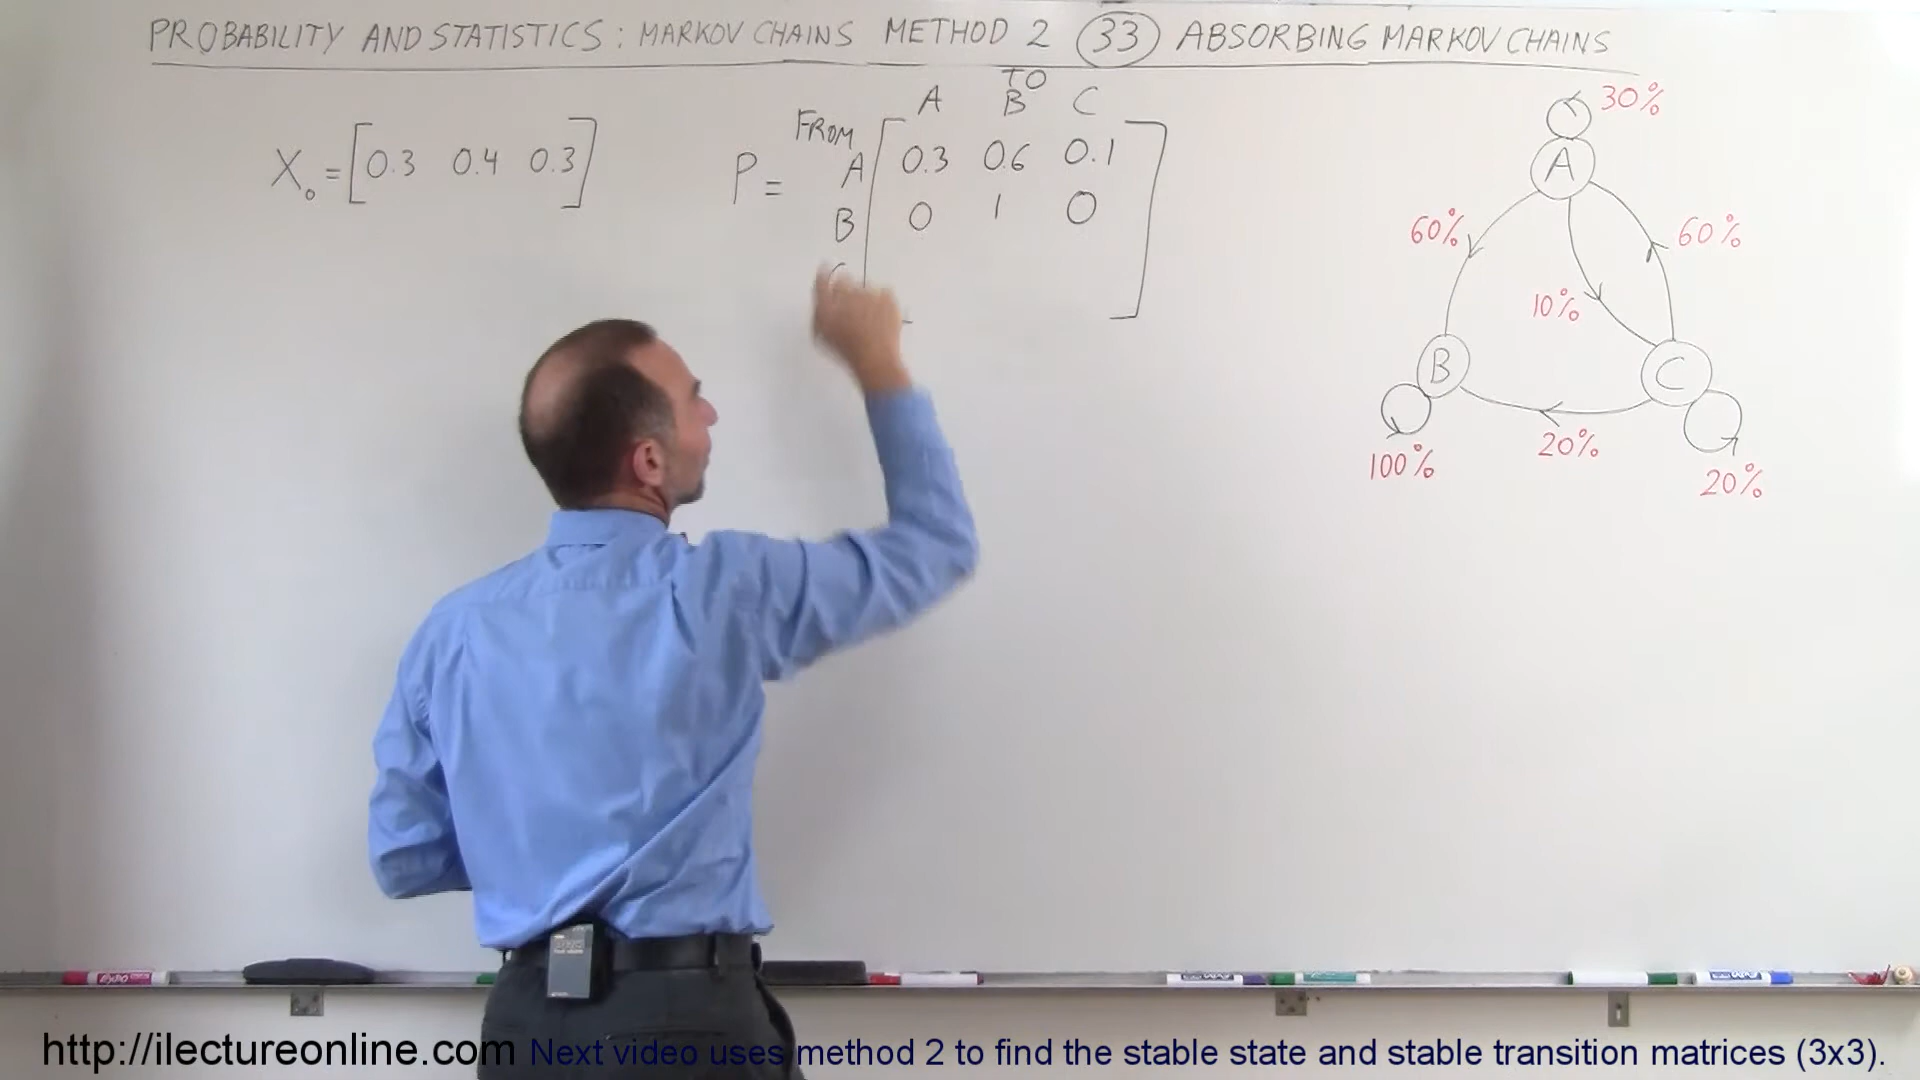 PROBABILITY AND STATISTICS: MARKOV CHAINS METHOD 2 (33) ABSORBING MARKOV CHAINS
X₀ = [0.3 0.4 0.3]
P =
FROM
TO
A B C
A 0.3 0.6 0.1
B 0 1 0
C
30%
A
60%
60%
10%
B
C
100%
20%
20%
EXPO
http://ilectureonline.com Next video uses method 2 to find the stable state and stable transition matrices (3x3).